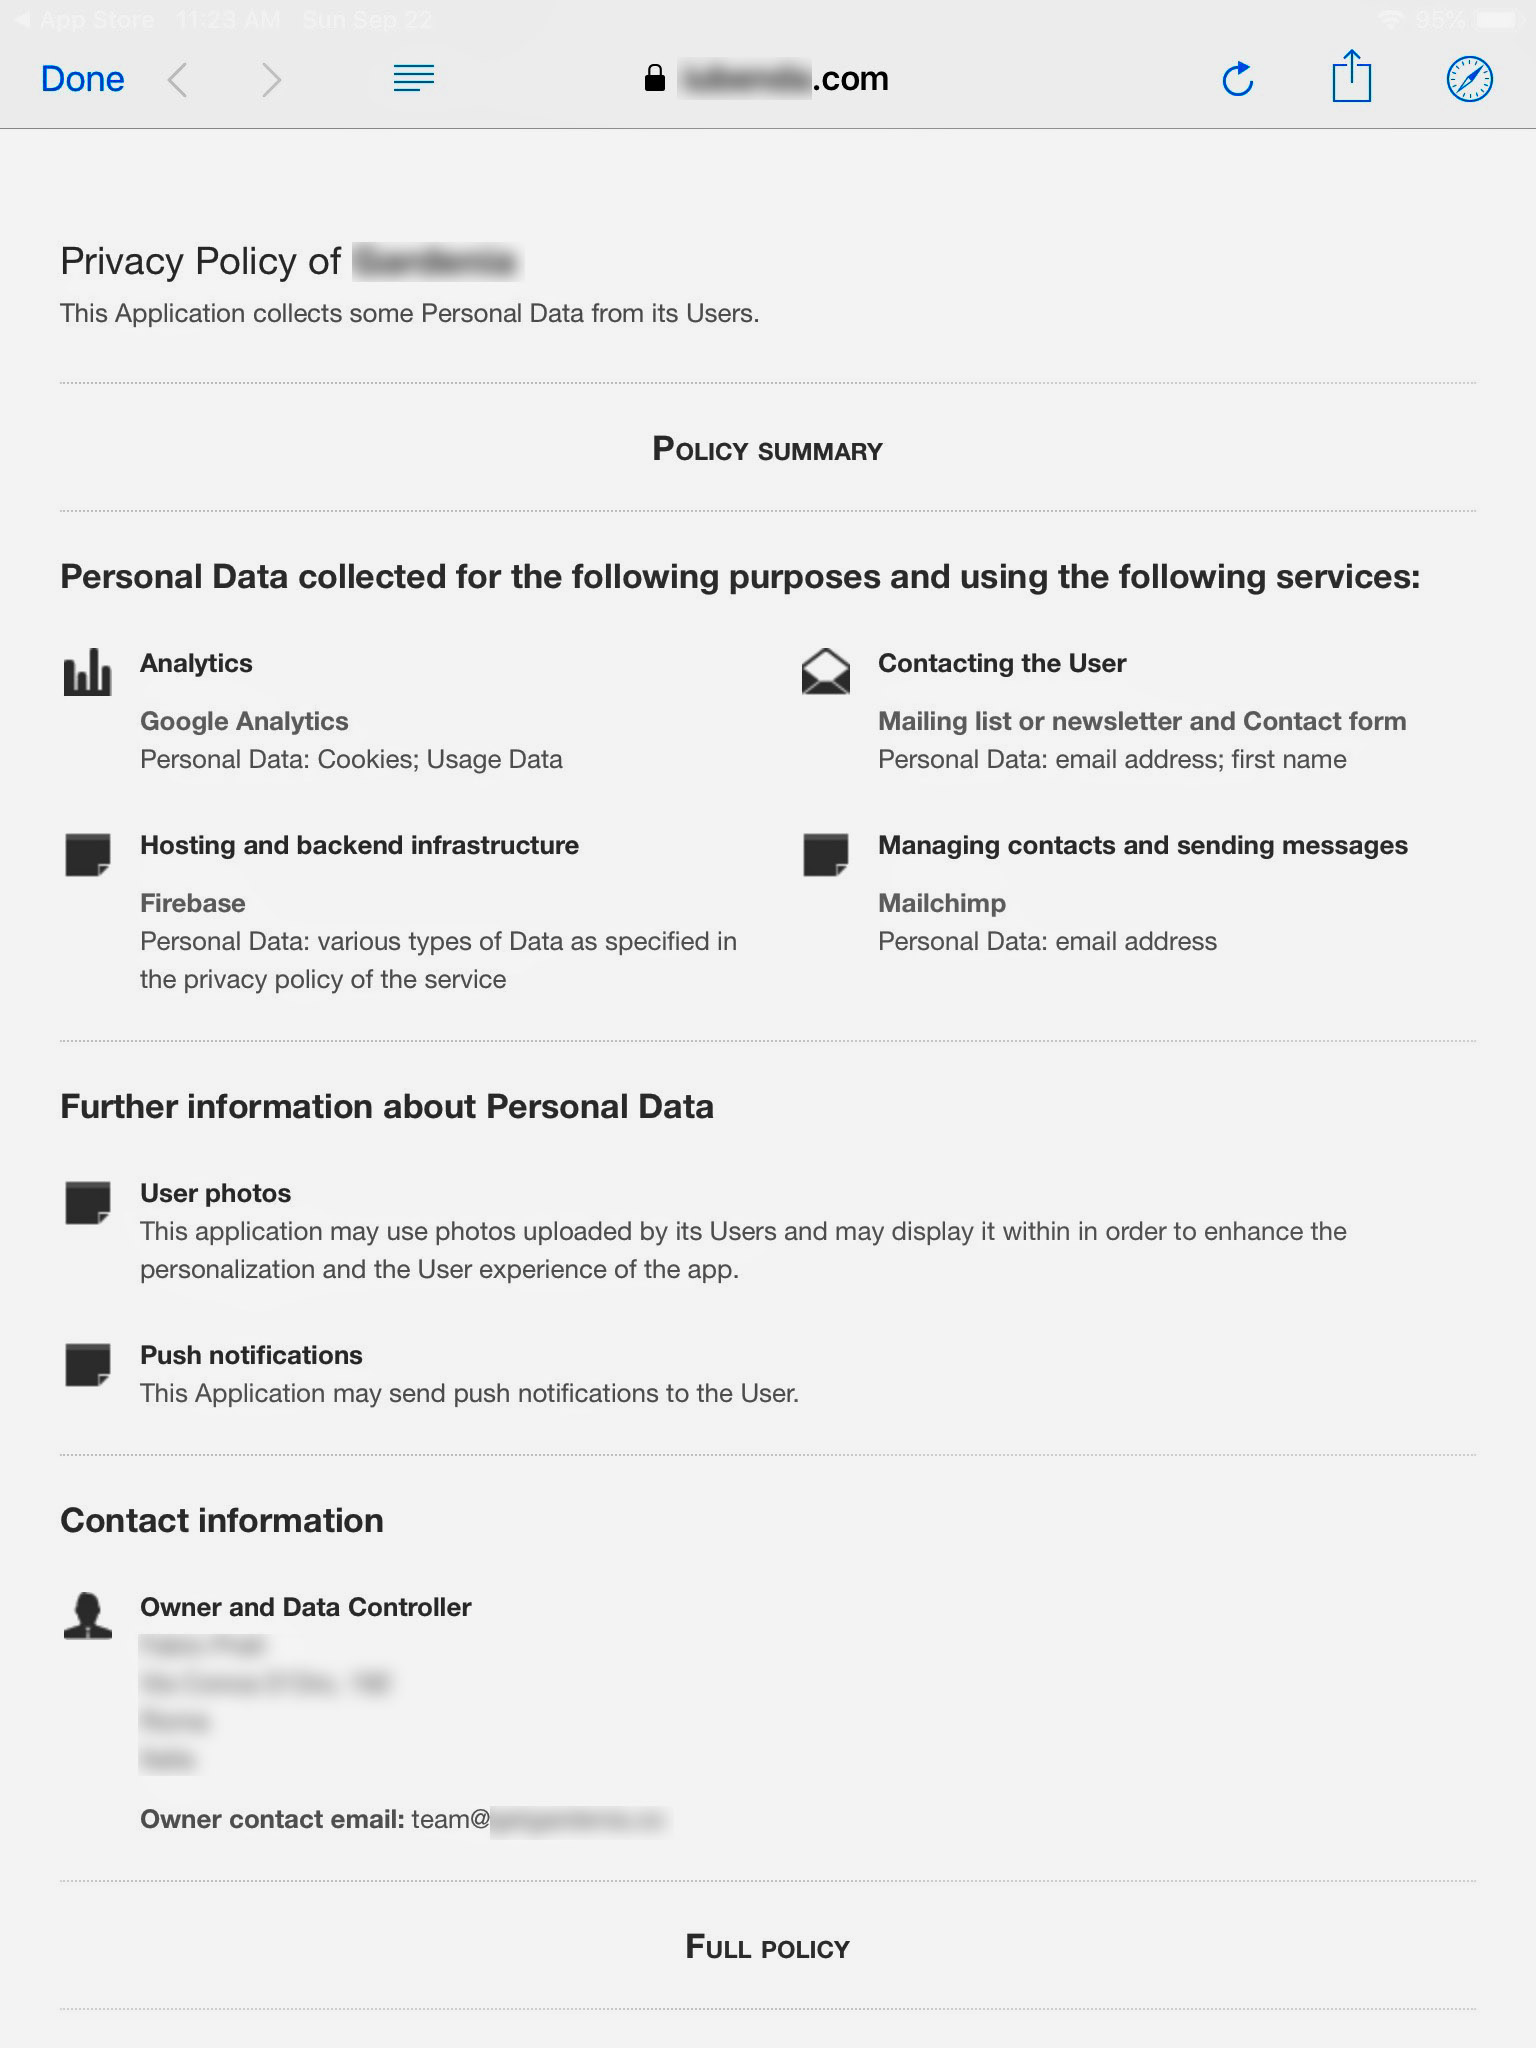 App Store 11:23 AM Sun Sep 22 95%
Done .com
Privacy Policy of
This Application collects some Personal Data from its Users.
Policy summary
Personal Data collected for the following purposes and using the following services:
Analytics
Google Analytics
Personal Data: Cookies; Usage Data
Contacting the User
Mailing list or newsletter and Contact form
Personal Data: email address; first name
Hosting and backend infrastructure
Firebase
Personal Data: various types of Data as specified in
the privacy policy of the service
Managing contacts and sending messages
Mailchimp
Personal Data: email address
Further information about Personal Data
User photos
This application may use photos uploaded by its Users and may display it within in order to enhance the
personalization and the User experience of the app.
Push notifications
This Application may send push notifications to the User.
Contact information
Owner and Data Controller
Owner contact email: team@
Full policy